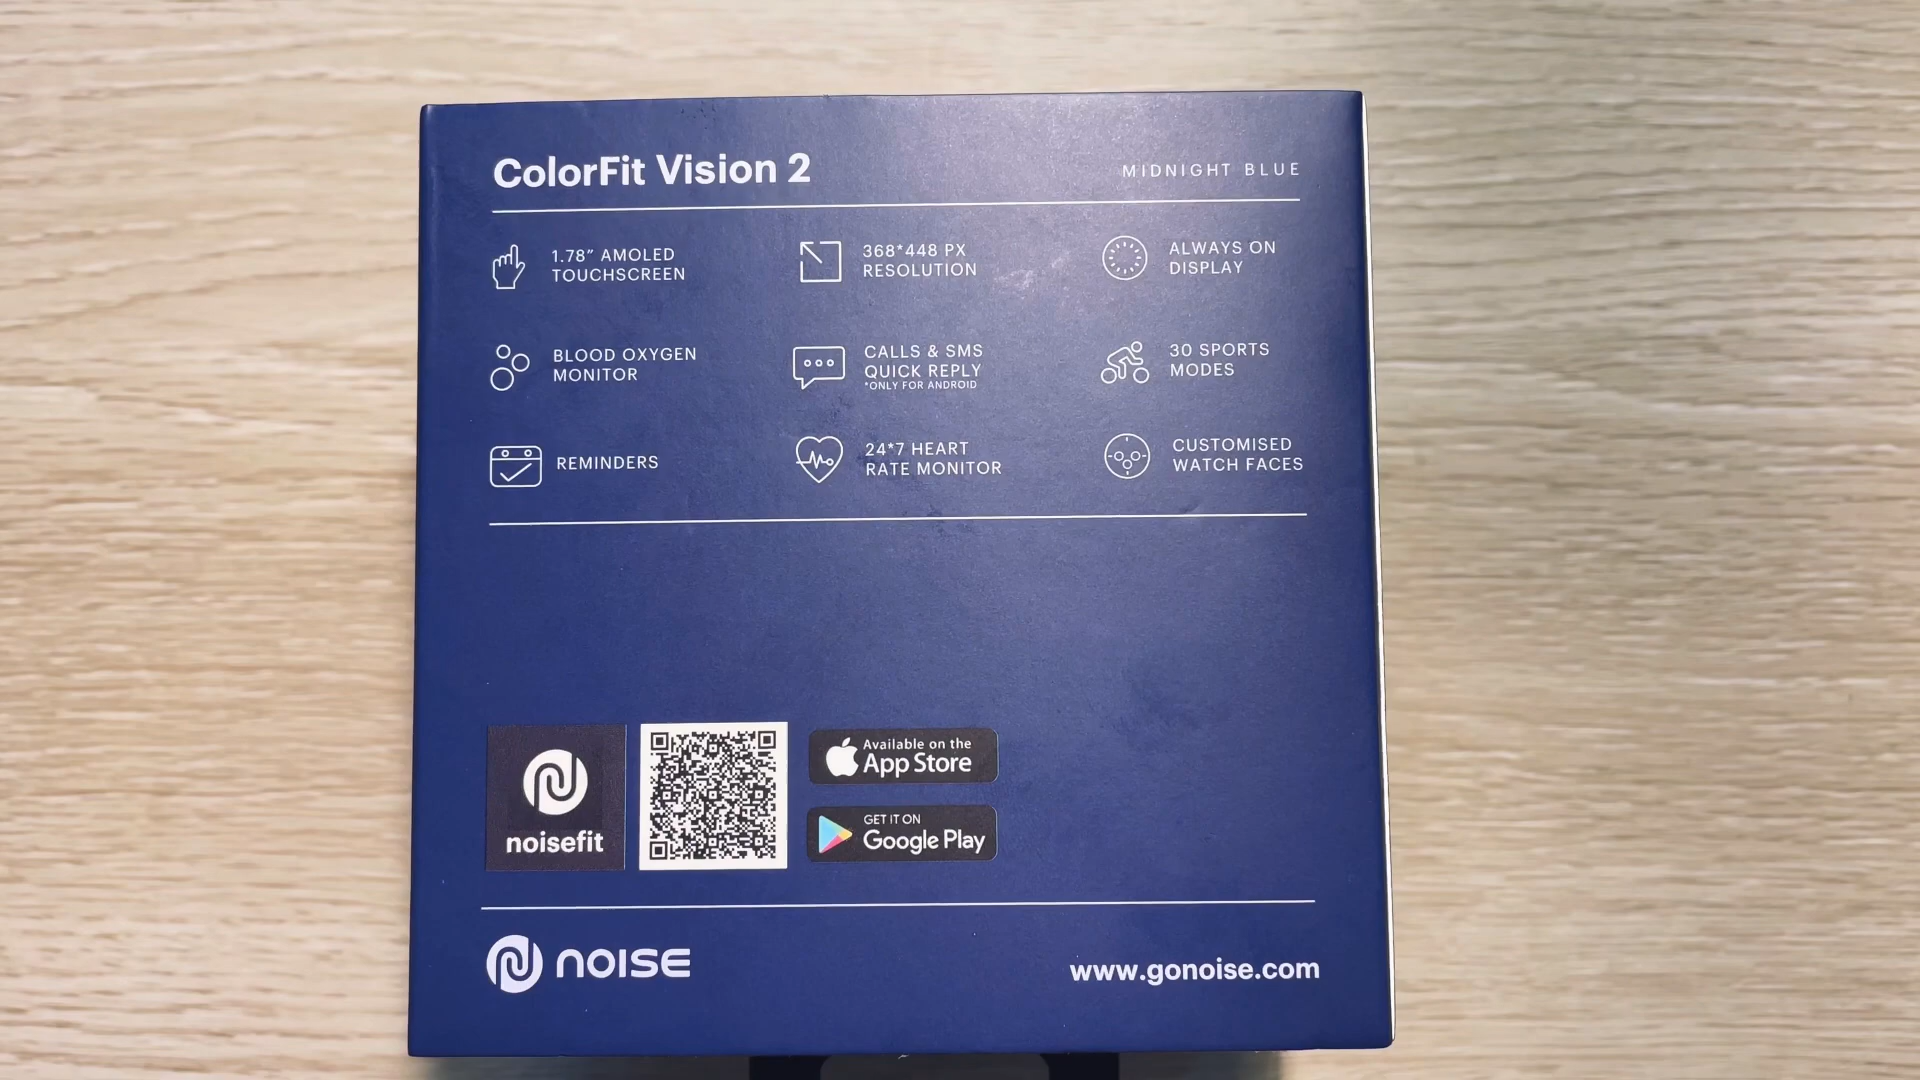 ColorFit Vision 2
MIDNIGHT BLUE
1.78” AMOLED
TOUCHSCREEN
368*448 PX
RESOLUTION
ALWAYS ON
DISPLAY
BLOOD OXYGEN
MONITOR
CALLS & SMS
QUICK REPLY
*ONLY FOR ANDROID
30 SPORTS
MODES
REMINDERS
24*7 HEART
RATE MONITOR
CUSTOMISED
WATCH FACES
noisefit
Available on the
App Store
GET IT ON
Google Play
NOISE
www.gonoise.com